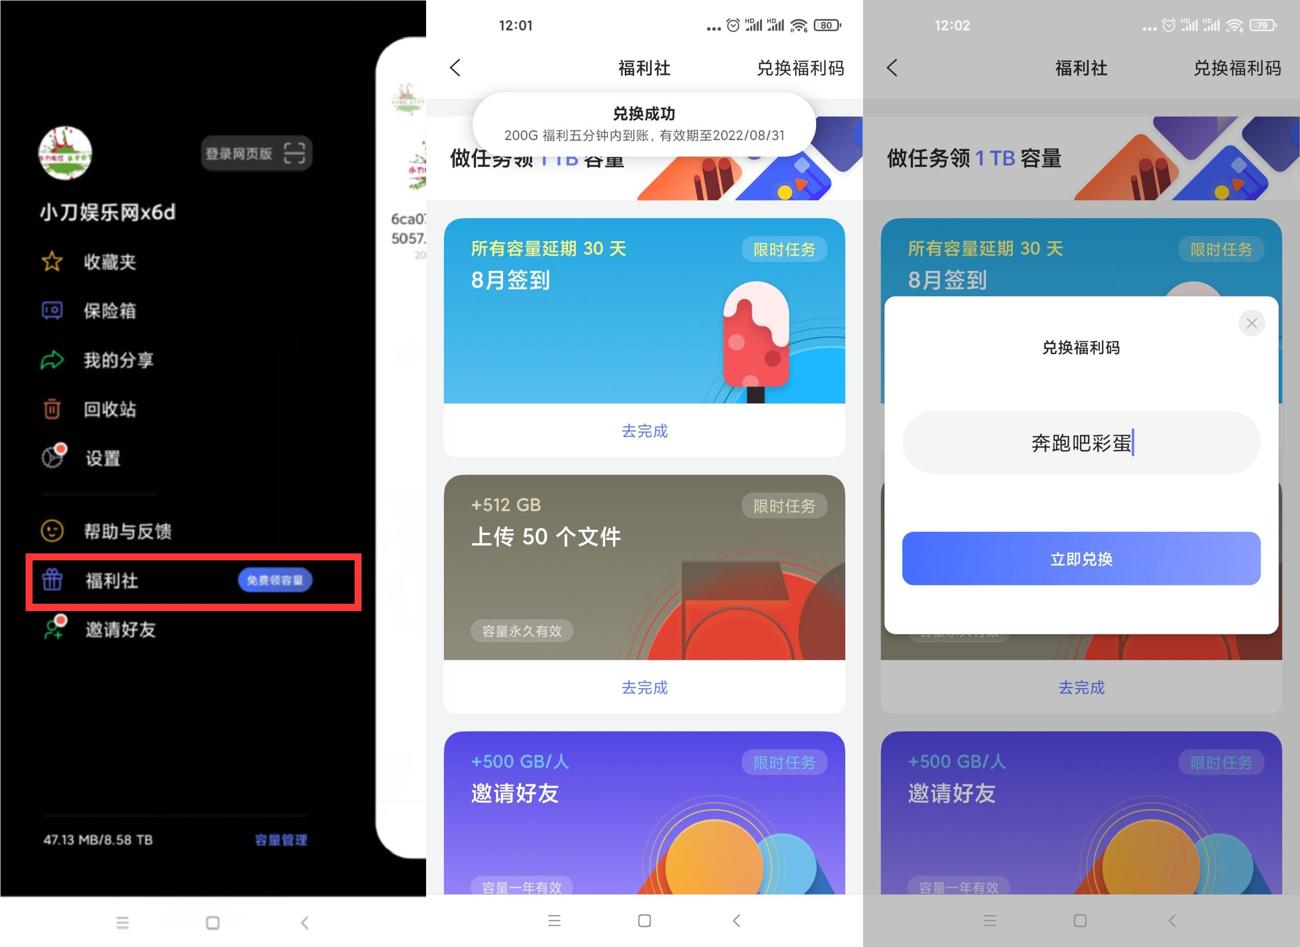 登录网页版
小刀娱乐网x6d
收藏夹
保险箱
我的分享
回收站
设置
帮助与反馈
福利社
免费领容量
邀请好友
47.13 MB/8.58 TB
容量管理
6ca07
5057.
20
12:01
80
福利社
兑换福利码
兑换成功
200G 福利五分钟内到账，有效期至2022/08/31
做任务领 1 TB 容量
所有容量延期 30 天
限时任务
8月签到
去完成
+512 GB
限时任务
上传 50 个文件
容量永久有效
去完成
+500 GB/人
限时任务
邀请好友
容量一年有效
12:02
79
福利社
兑换福利码
做任务领 1 TB 容量
所有容量延期 30 天
限时任务
8月签到
兑换福利码
奔跑吧彩蛋
立即兑换
容量永久有效
去完成
+500 GB/人
限时任务
邀请好友
容量一年有效